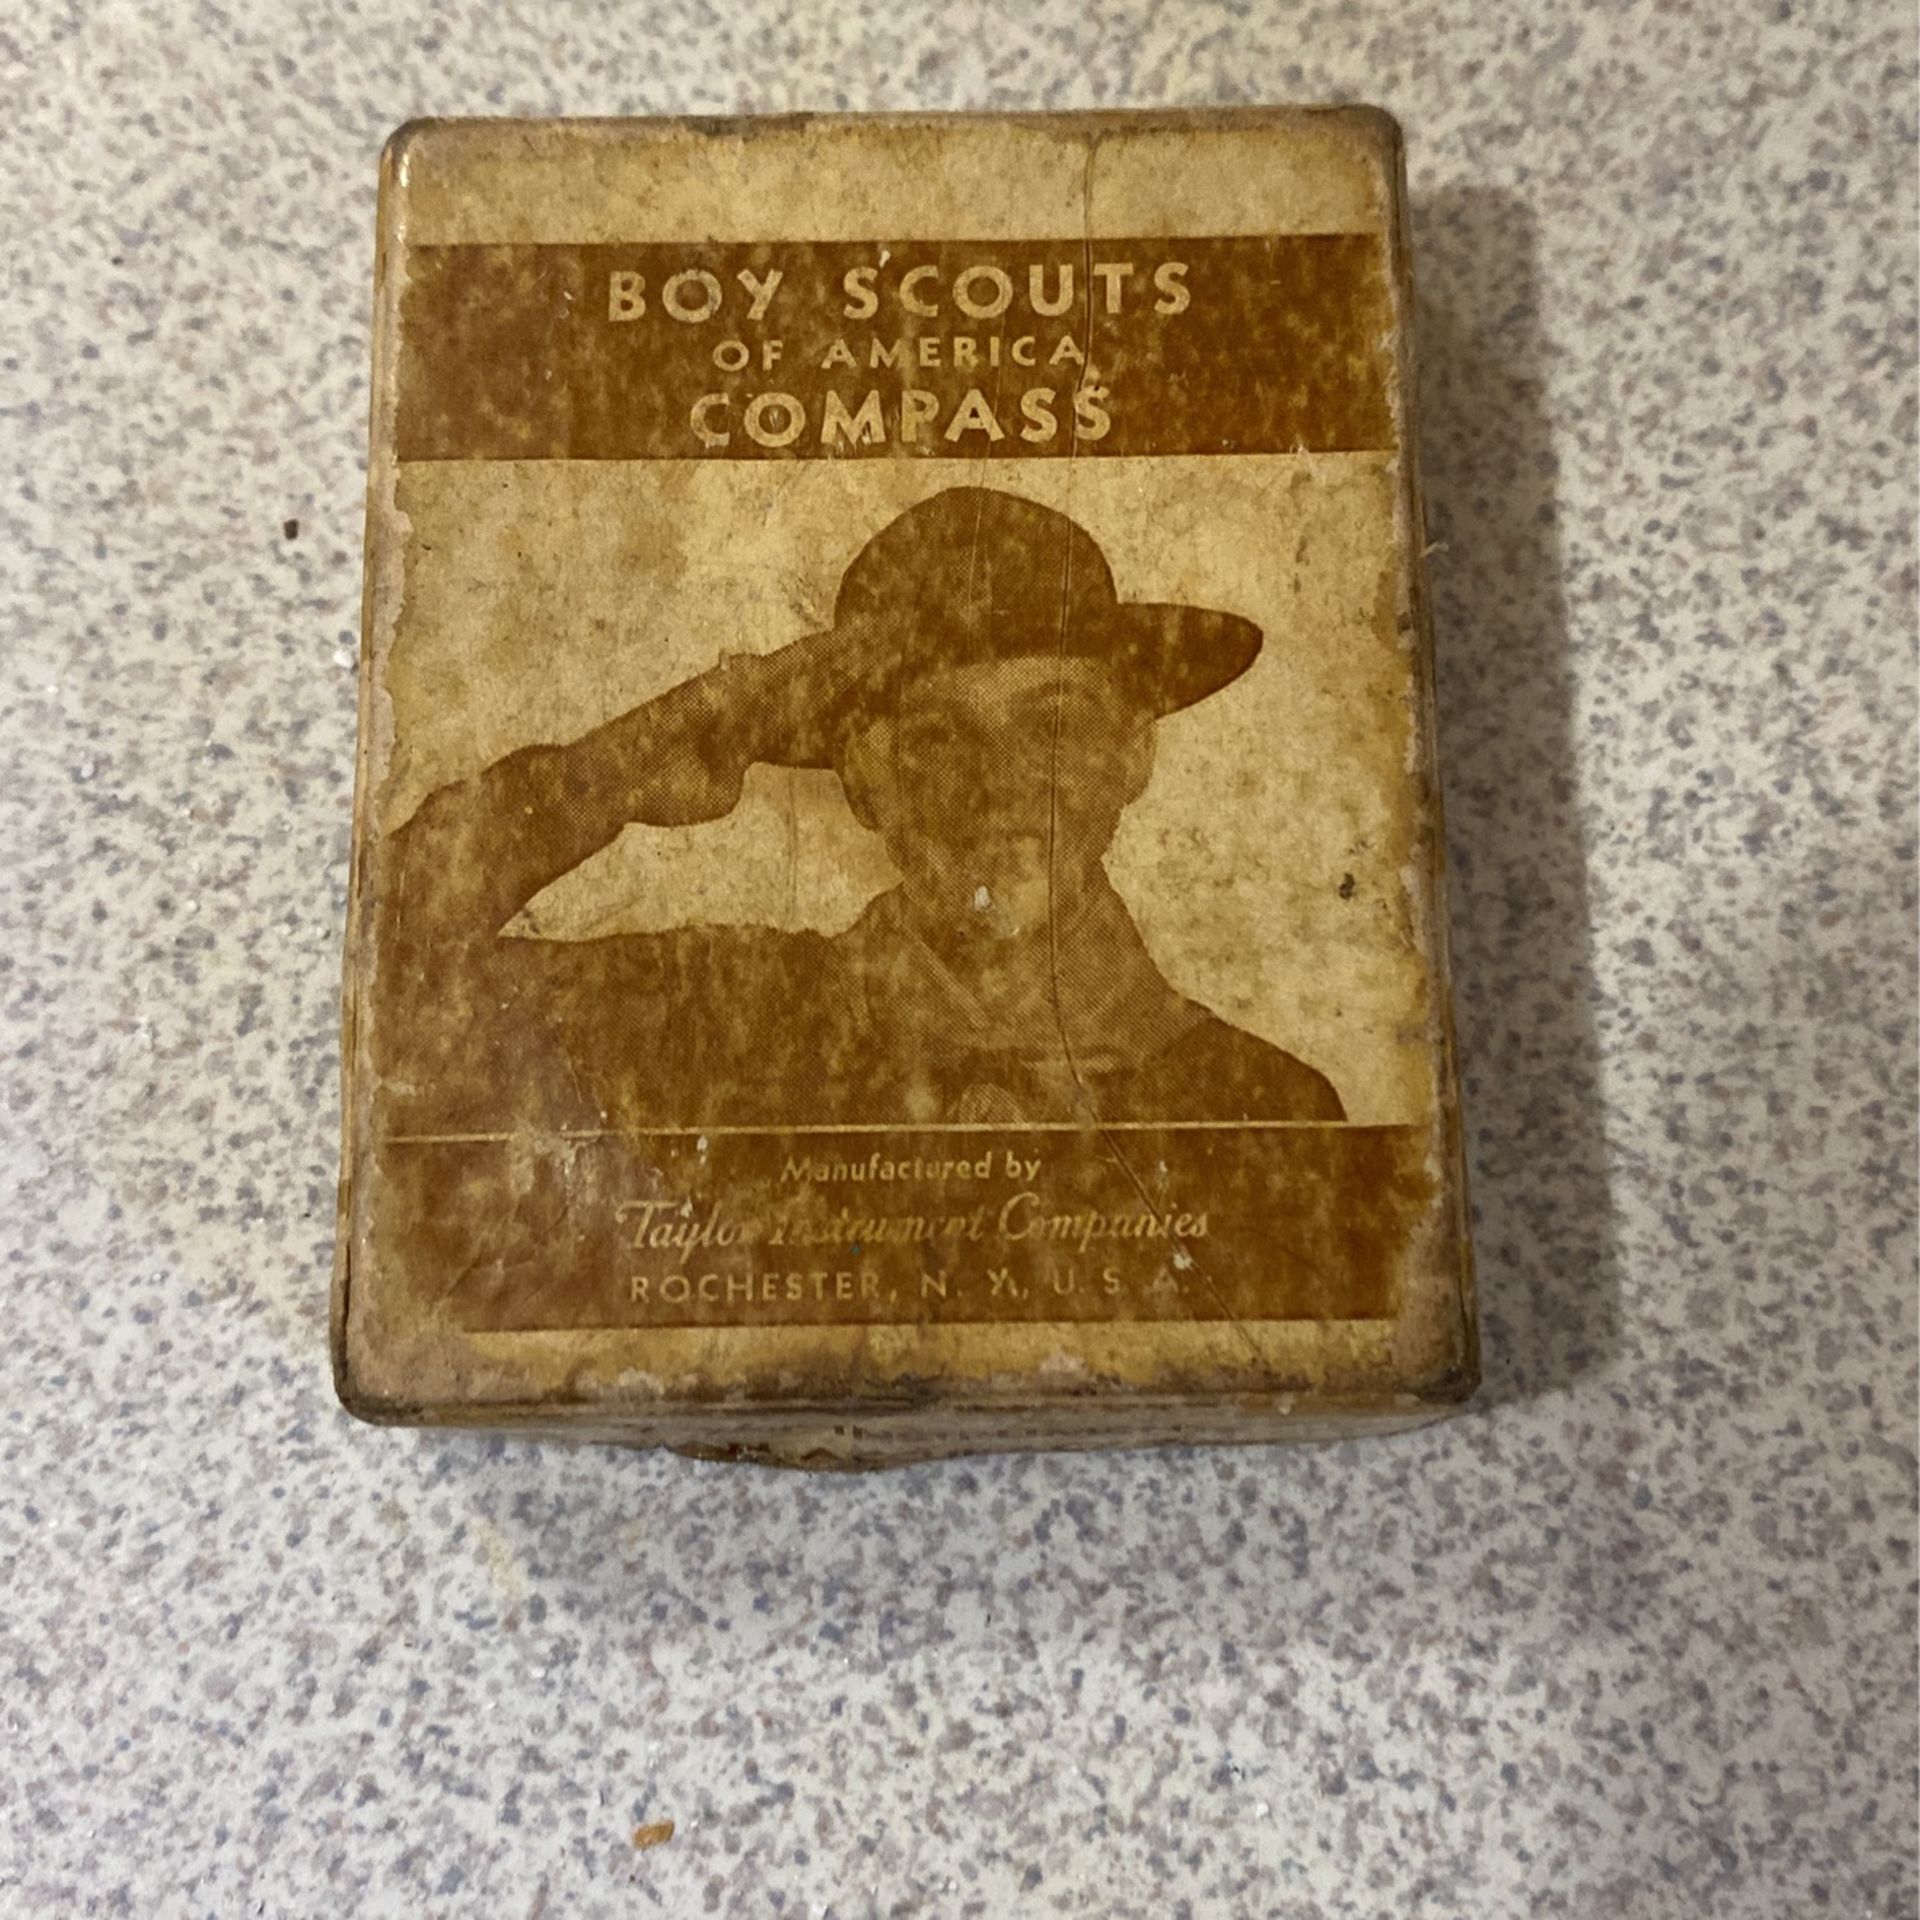 BOY SCOUTS
OF AMERICA
COMPASS
Manufactured by
Taylor Instrument Companies
ROCHESTER, N. Y., U. S. A.